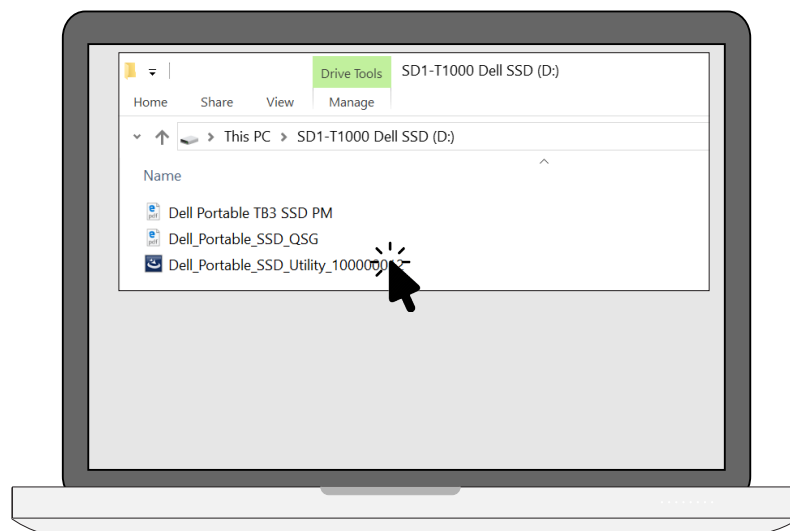 Drive Tools SD1-T1000 Dell SSD (D:)
Home Share View Manage
This PC > SD1-T1000 Dell SSD (D:)
Name
Dell Portable TB3 SSD PM
Dell_Portable_SSD_QSG
Dell_Portable_SSD_Utility_100000012